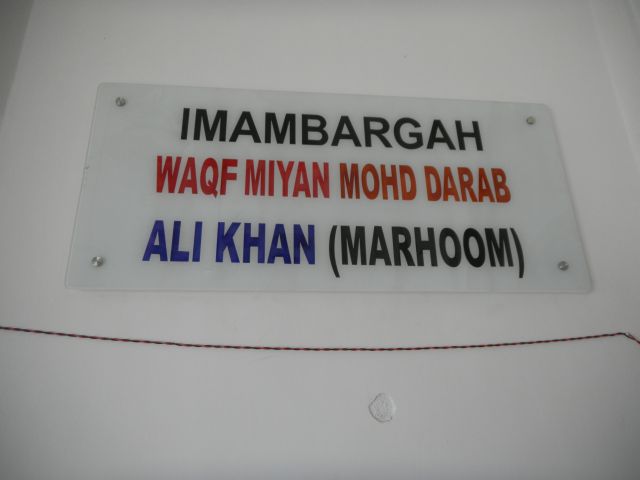 IMAMBARGAH
WAQF MIYAN MOHD DARAB
ALI KHAN (MARHOOM)